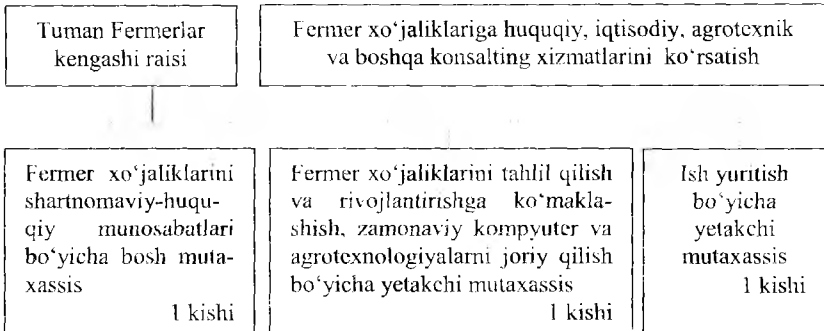 Tuman Fermerlar
kengashi raisi
Fermer xo‘jaliklariga huquqiy, iqtisodiy, agrotexnik
va boshqa konsalting xizmatlarini ko‘rsatish
Fermer xo‘jaliklarini
shartnomaviy-huqu-
qiy munosabatlari
bo‘yicha bosh muta-
xassis
1 kishi
Fermer xo‘jaliklarini tahlil qilish
va rivojlantirishga ko‘makla-
shish, zamonaviy kompyuter va
agrotexnologiyalarni joriy qilish
bo‘yicha yetakchi mutaxassis
1 kishi
Ish yuritish
bo‘yicha
yetakchi
mutaxassis
1 kishi